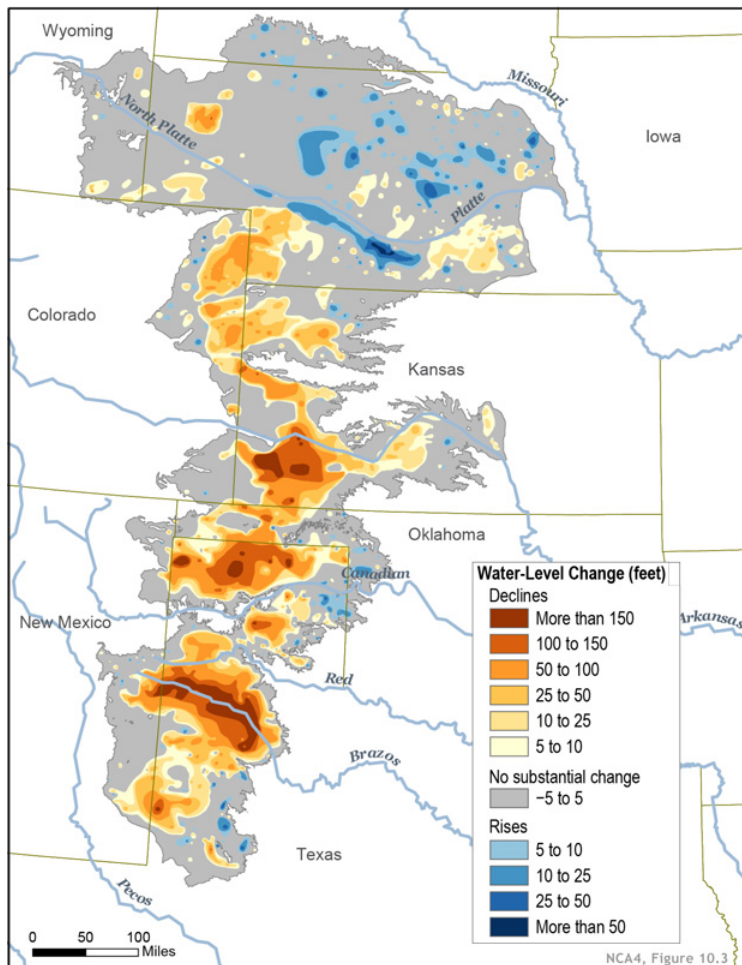 Wyoming
Missouri
North Platte
Iowa
Platte
Colorado
Kansas
Oklahoma
Canadian
New Mexico
Arkansas
Red
Brazos
Texas
Pecos
Water-Level Change (feet)
Declines
More than 150
100 to 150
50 to 100
25 to 50
10 to 25
5 to 10
No substantial change
−5 to 5
Rises
5 to 10
10 to 25
25 to 50
More than 50
0 50 100
Miles
NCA4, Figure 10.3